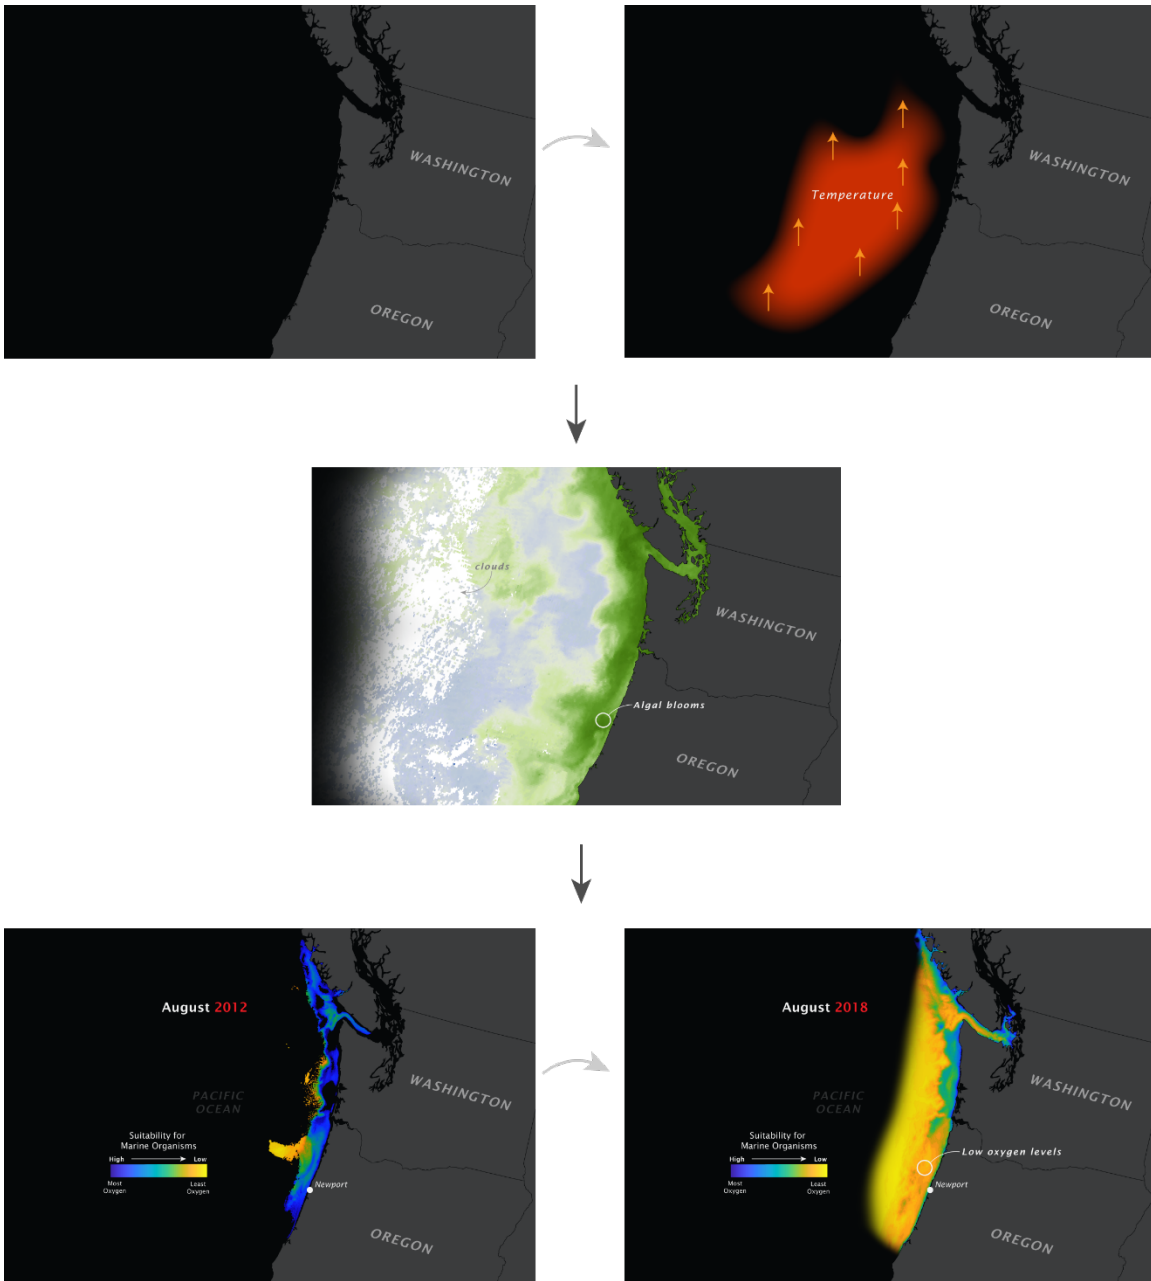 WASHINGTON
OREGON
Temperature
WASHINGTON
OREGON
clouds
WASHINGTON
Algal blooms
OREGON
August 2012
PACIFIC
OCEAN
WASHINGTON
Suitability for
Marine Organisms
High Low
Most
Oxygen
Least
Oxygen
Newport
OREGON
August 2018
PACIFIC
OCEAN
WASHINGTON
Suitability for
Marine Organisms
High Low
Most
Oxygen
Least
Oxygen
Low oxygen levels
Newport
OREGON